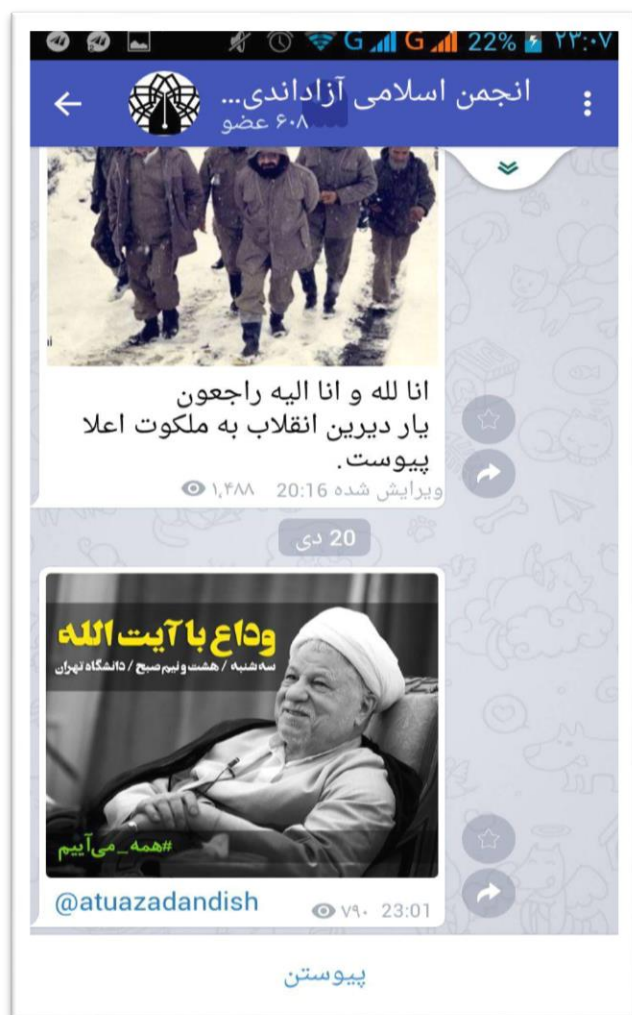 22% ۲۳:۰۷
انجمن اسلامی آزاداندی...
۶۰۸ عضو
انا لله و انا الیه راجعون
یار دیرین انقلاب به ملکوت اعلا
پیوست.
ویرایش شده 20:16 ۱,۴۸۸
20 دی
وداع با آیت الله
سه شنبه / هشت و نیم صبح / دانشگاه تهران
#همه_می‌آییم
@atuazadandish
۷۹۰ 23:01
پیوستن